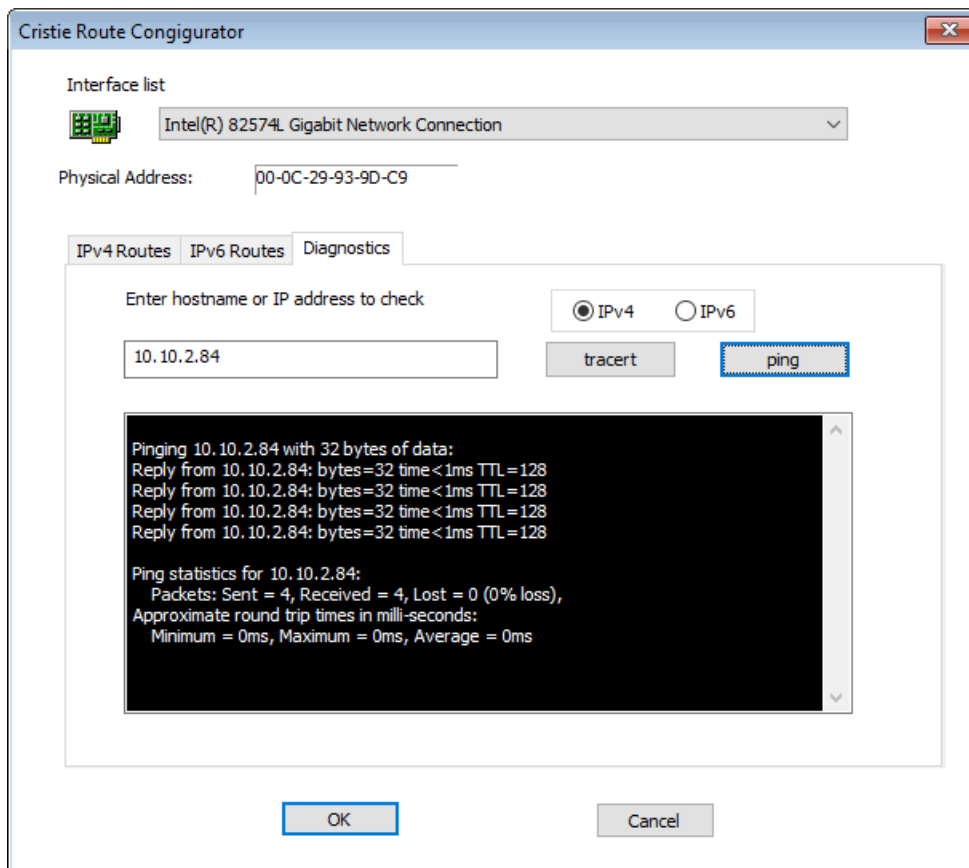 Cristie Route Congigurator
Interface list
Intel(R) 82574L Gigabit Network Connection
Physical Address: 00-0C-29-93-9D-C9
IPv4 Routes IPv6 Routes Diagnostics
Enter hostname or IP address to check
IPv4 IPv6
10.10.2.84 tracert ping
Pinging 10.10.2.84 with 32 bytes of data:
Reply from 10.10.2.84: bytes=32 time<1ms TTL=128
Reply from 10.10.2.84: bytes=32 time<1ms TTL=128
Reply from 10.10.2.84: bytes=32 time<1ms TTL=128
Reply from 10.10.2.84: bytes=32 time<1ms TTL=128
Ping statistics for 10.10.2.84:
Packets: Sent = 4, Received = 4, Lost = 0 (0% loss),
Approximate round trip times in milli-seconds:
Minimum = 0ms, Maximum = 0ms, Average = 0ms
OK Cancel